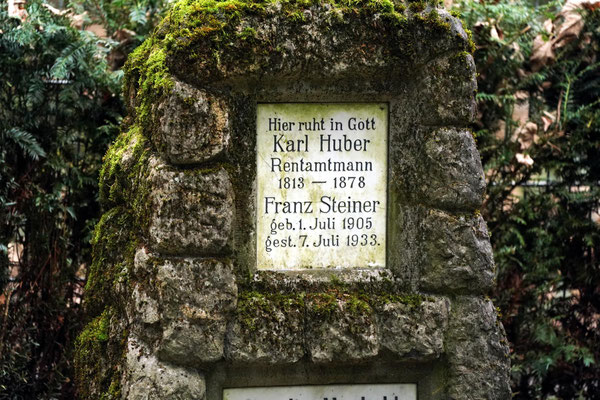 Hier ruht in Gott
Karl Huber
Rentamtmann
1813 — 1878
Franz Steiner
geb. 1. Juli 1905
gest. 7. Juli 1933.